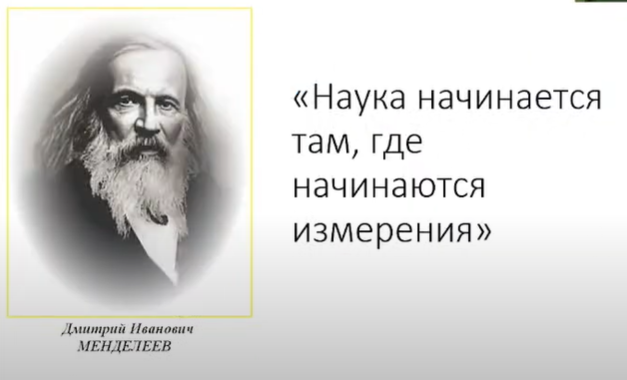 «Наука начинается
там, где
начинаются
измерения»
Дмитрий Иванович
МЕНДЕЛЕЕВ